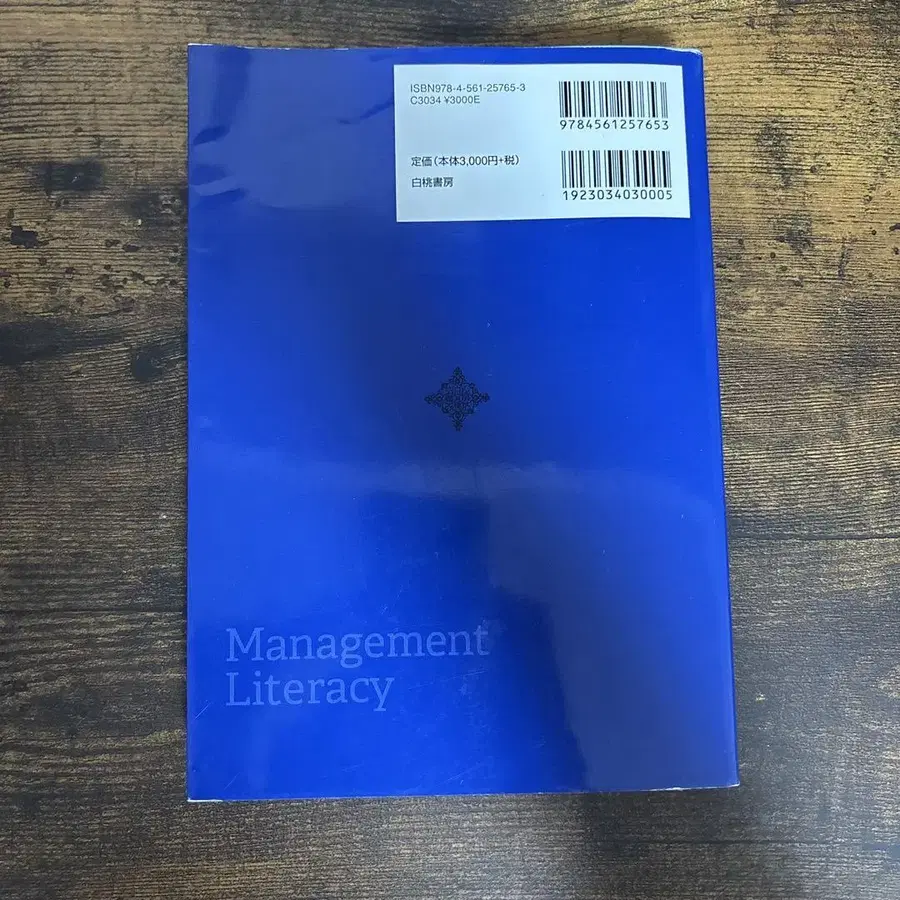 ISBN978-4-561-25765-3
C3034 ¥3000E
9784561257653
定価(本体3,000円+税)
白桃書房
1923034030005
Management
Literacy